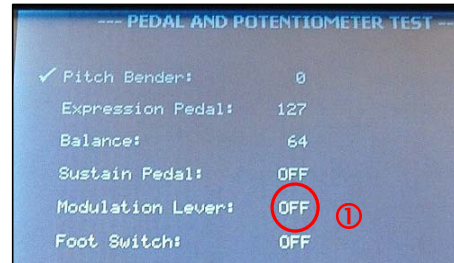 --- PEDAL AND POTENTIOMETER TEST --
✓ Pitch Bender: 0
Expression Pedal: 127
Balance: 64
Sustain Pedal: OFF
Modulation Lever: OFF ①
Foot Switch: OFF